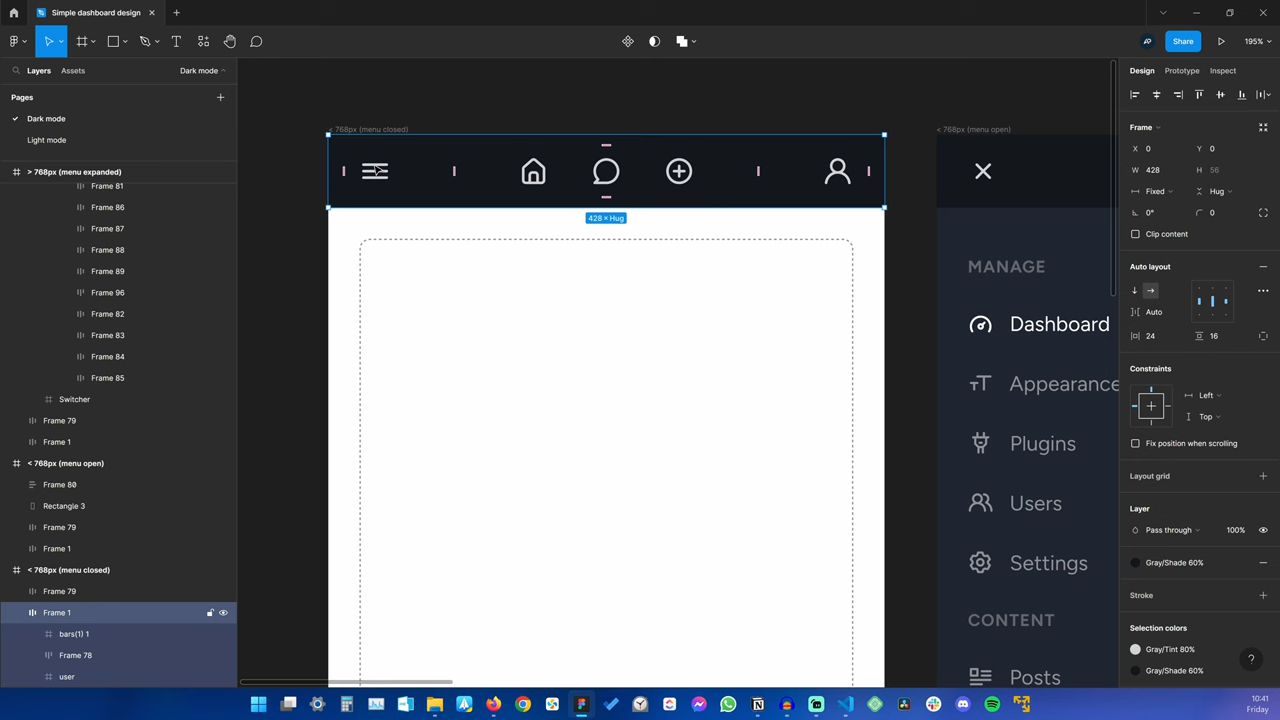 Simple dashboard design
Share
195%
Layers
Assets
Dark mode
Pages
Dark mode
Light mode
> 768px (menu expanded)
Frame 81
Frame 86
Frame 87
Frame 88
Frame 89
Frame 96
Frame 82
Frame 83
Frame 84
Frame 85
Switcher
Frame 79
Frame 1
< 768px (menu open)
Frame 80
Rectangle 3
Frame 79
Frame 1
< 768px (menu closed)
Frame 79
Frame 1
bars(1) 1
Frame 78
user
< 768px (menu closed)
428 × Hug
< 768px (menu open)
MANAGE
Dashboard
Appearance
Plugins
Users
Settings
CONTENT
Posts
Design
Prototype
Inspect
Frame
X 0
Y 0
W 428
H 56
Fixed
Hug
0°
0
Clip content
Auto layout
Auto
24
16
Constraints
Left
Top
Fix position when scrolling
Layout grid
Layer
Pass through
100%
Gray/Shade 60%
Stroke
Selection colors
Gray/Tint 80%
Gray/Shade 60%
?
10:41
Friday